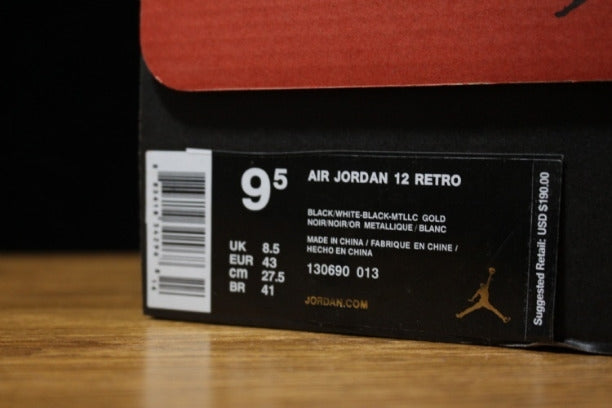 9⁵
AIR JORDAN 12 RETRO
BLACK/WHITE-BLACK-MTLLC GOLD
NOIR/NOIR/OR METALLIQUE/BLANC
MADE IN CHINA / FABRIQUE EN CHINE /
HECHO EN CHINA
130690 013
UK 8.5
EUR 43
cm 27.5
BR 41
JORDAN.COM
Suggested Retail: USD $190.00